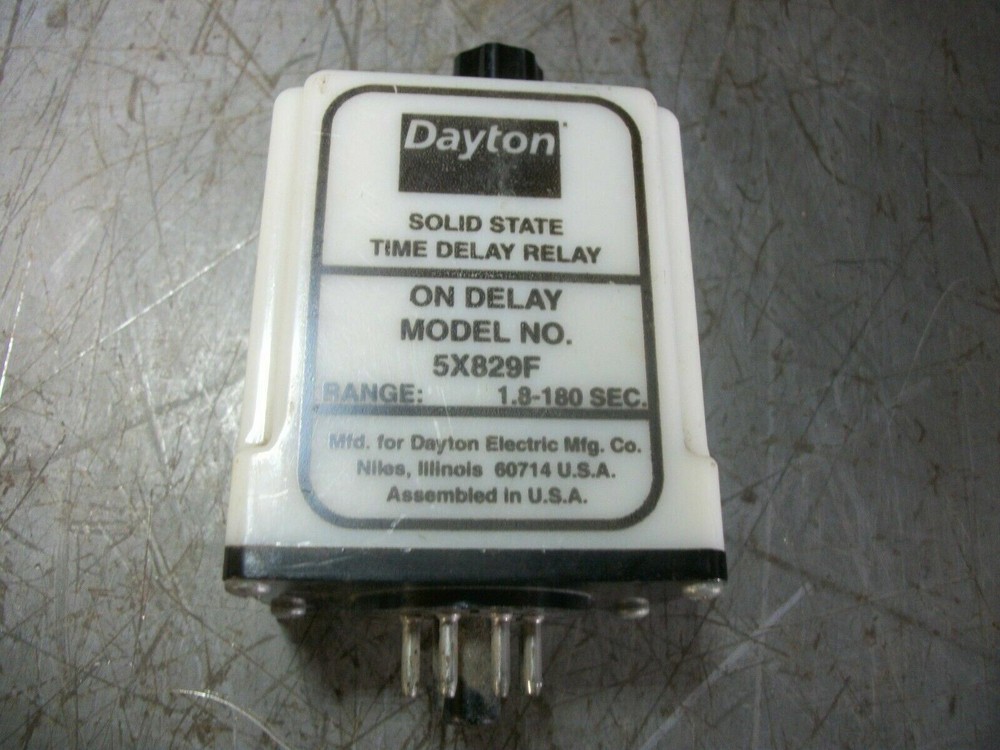 Dayton
SOLID STATE
TIME DELAY RELAY
ON DELAY
MODEL NO.
5X829F
RANGE: 1.8-180 SEC.
Mfd. for Dayton Electric Mfg. Co.
Niles, Illinois 60714 U.S.A.
Assembled in U.S.A.